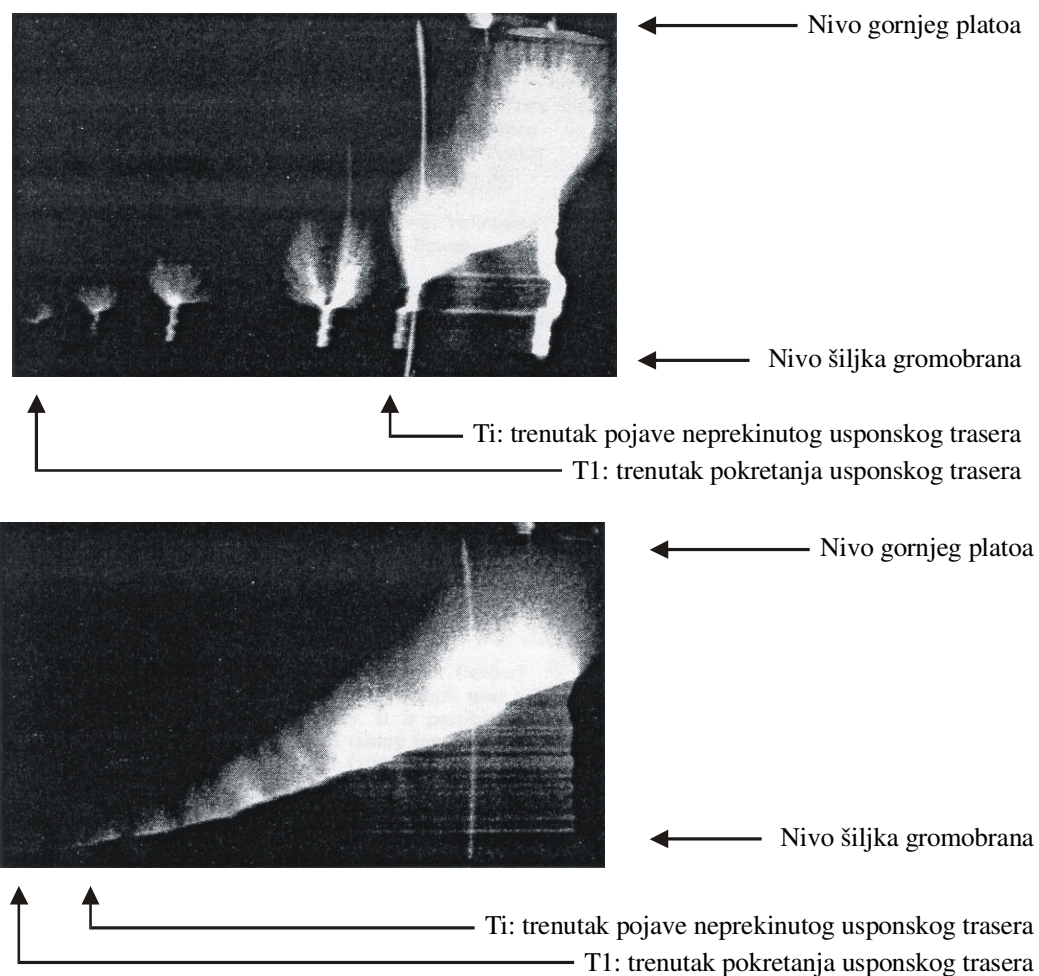 Nivo gornjeg platoa
Nivo šiljka gromobrana
Ti: trenutak pojave neprekinutog usponskog trasera
T1: trenutak pokretanja usponskog trasera
Nivo gornjeg platoa
Nivo šiljka gromobrana
Ti: trenutak pojave neprekinutog usponskog trasera
T1: trenutak pokretanja usponskog trasera